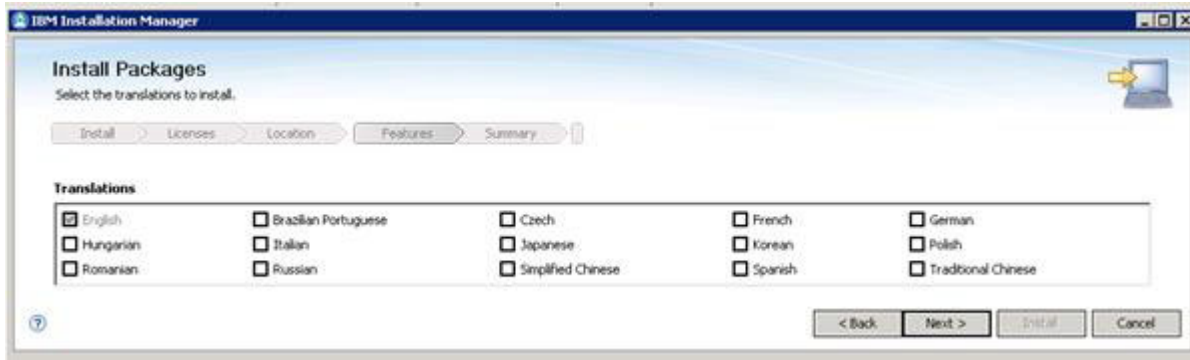 IBM Installation Manager
Install Packages
Select the translations to install.
Install Licenses Location Features Summary
Translations
English Brazilian Portuguese Czech French German
Hungarian Italian Japanese Korean Polish
Romanian Russian Simplified Chinese Spanish Traditional Chinese
? < Back Next > Install Cancel